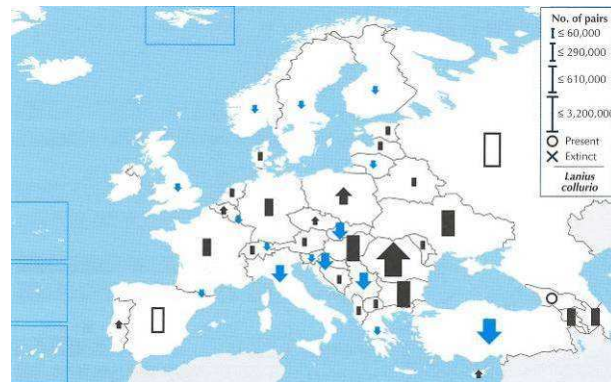 No. of pairs
≤ 60,000
≤ 290,000
≤ 610,000
≤ 3,200,000
Present
Extinct
Lanius
collurio